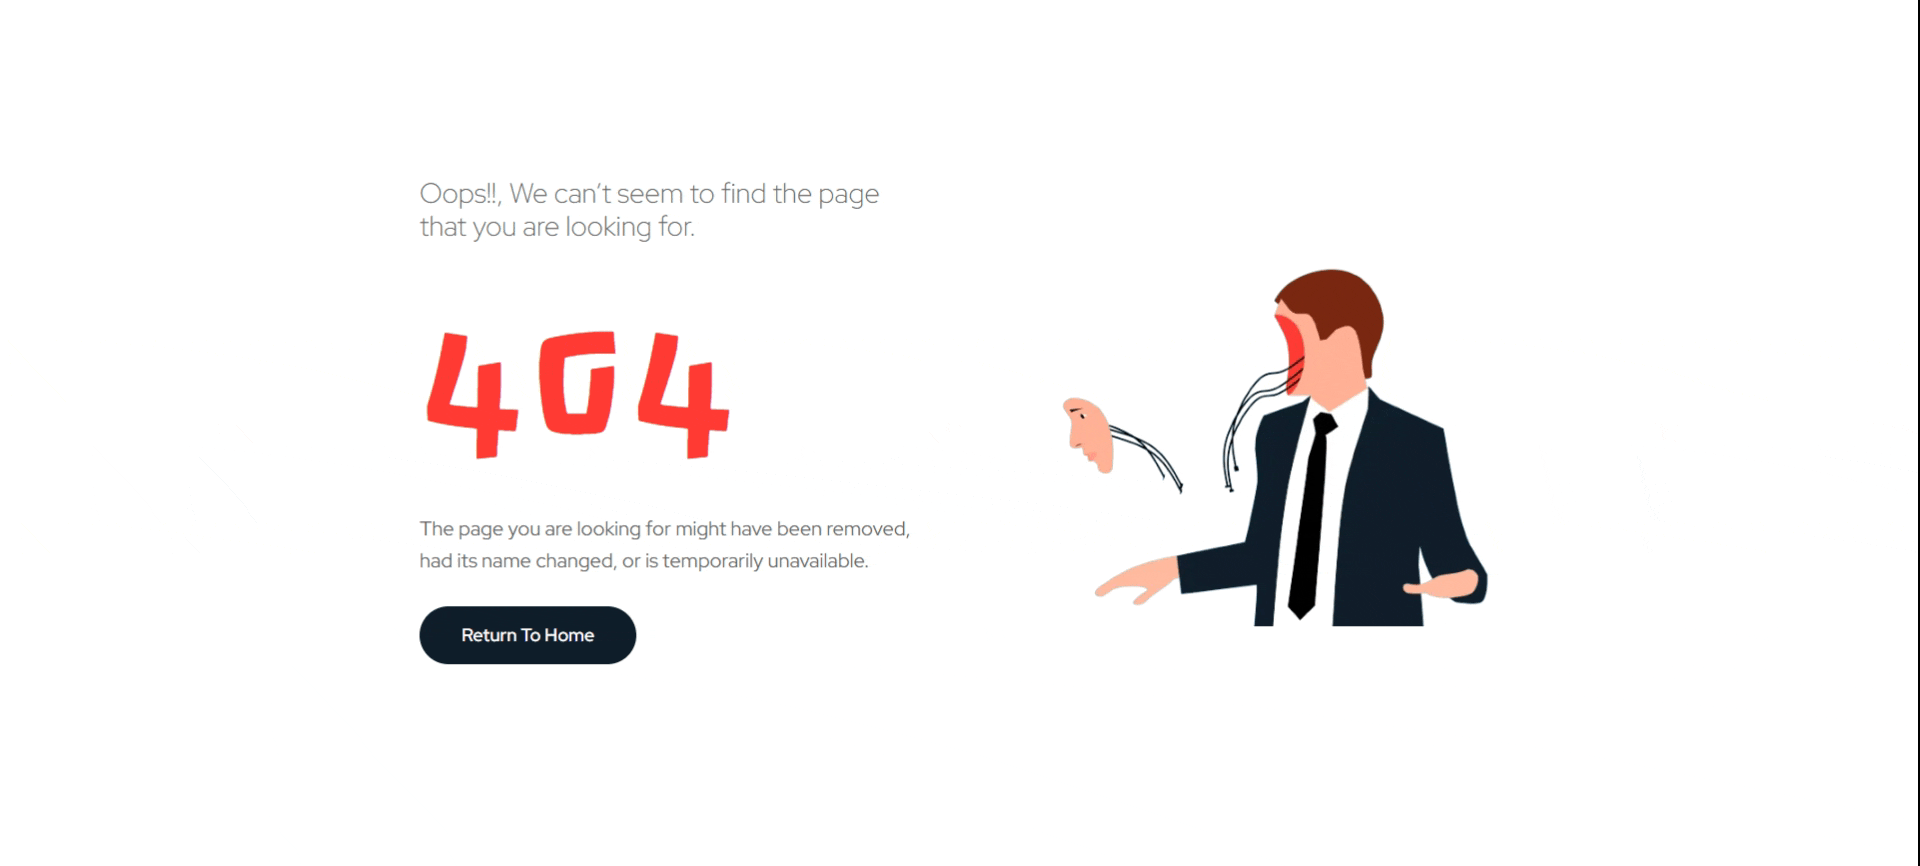 Oops!!, We can’t seem to find the page
that you are looking for.
404
The page you are looking for might have been removed,
had its name changed, or is temporarily unavailable.
Return To Home